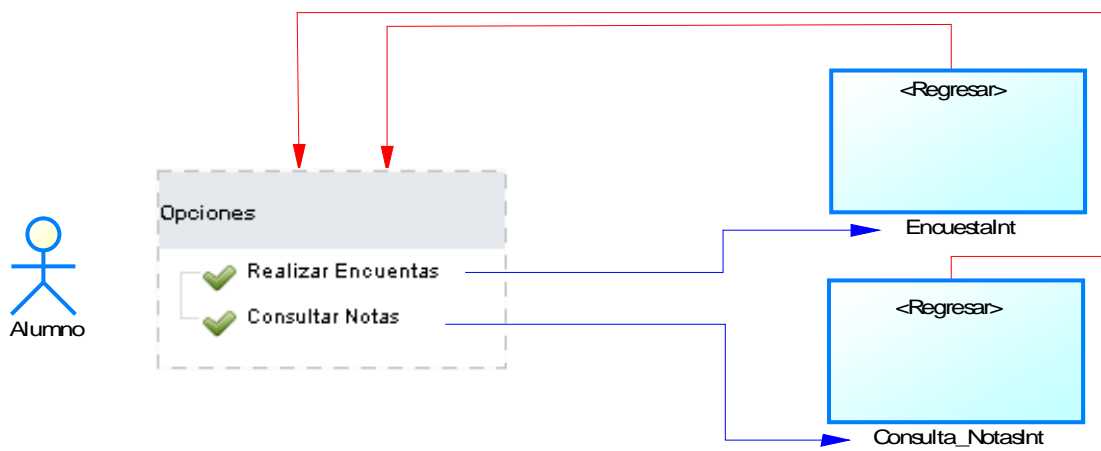 <Regresar>
EncuestaInt
Opciones
Realizar Encuentas
Consultar Notas
Alumno
<Regresar>
Consulta_NotasInt